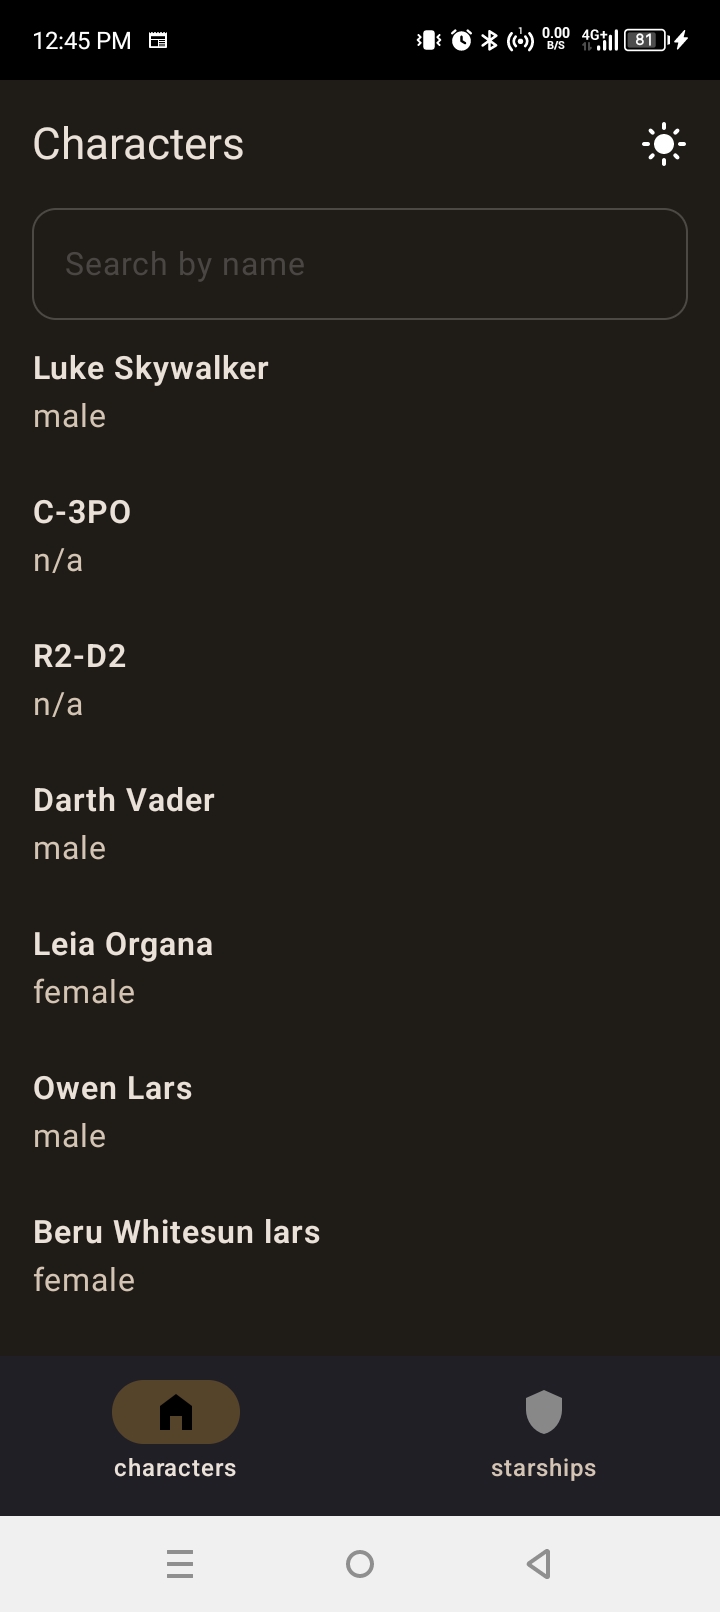 12:45 PM 1 0.00 B/S 4G+ 81
Characters
Search by name
Luke Skywalker
male
C-3PO
n/a
R2-D2
n/a
Darth Vader
male
Leia Organa
female
Owen Lars
male
Beru Whitesun lars
female
characters starships